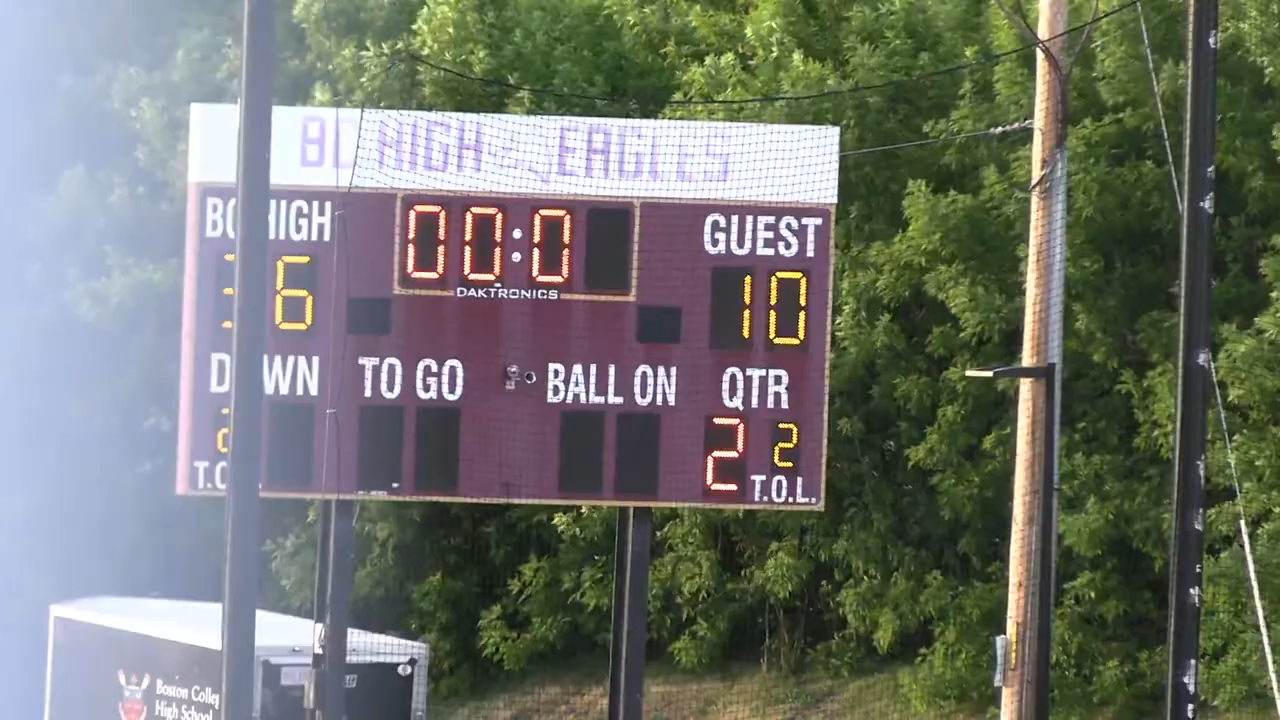 BC HIGH EAGLES
BC HIGH
00:0
GUEST
6
10
DAKTRONICS
DOWN
TO GO
BALL ON
QTR
2
2
T.O.L.
Boston College
High School